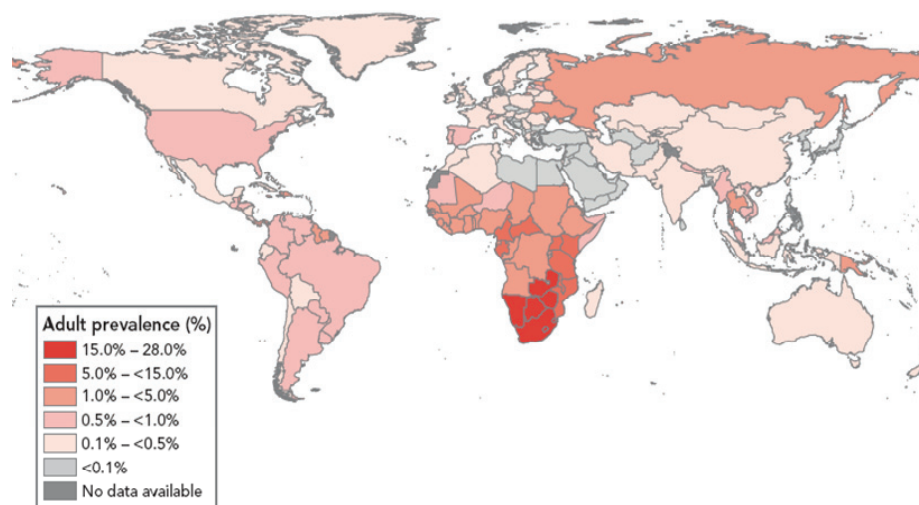 Adult prevalence (%)
15.0% – 28.0%
5.0% – <15.0%
1.0% – <5.0%
0.5% – <1.0%
0.1% – <0.5%
<0.1%
No data available